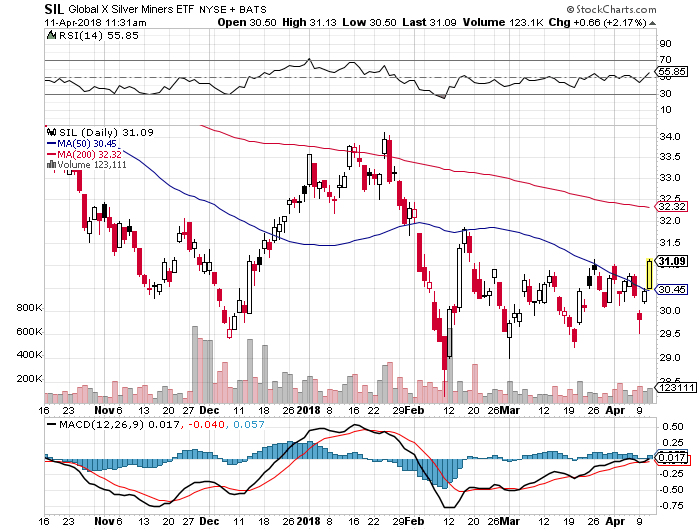 SIL Global X Silver Miners ETF NYSE + BATS © StockCharts.com
11-Apr-2018 11:31am Open 30.50 High 31.13 Low 30.50 Last 31.09 Volume 123.1K Chg +0.66 (+2.17%)
RSI(14) 55.85
90
70
55.85
30
10
SIL (Daily) 31.09
MA(50) 30.45
MA(200) 32.32
Volume 123,111
34.0
33.5
33.0
32.5
32.32
32.0
31.5
31.09
30.45
30.0
29.5
29.0
28.5
123111
800K
600K
400K
200K
16 23 Nov 6 13 20 27 Dec 11 18 26 2018 8 16 22 29 Feb 12 20 26 Mar 12 19 26 Apr 9
MACD(12,26,9) 0.017, -0.040, 0.057
0.50
0.25
0.017
-0.25
-0.50
-0.75
16 23 Nov 6 13 20 27 Dec 11 18 26 2018 8 16 22 29 Feb 12 20 26 Mar 12 19 26 Apr 9